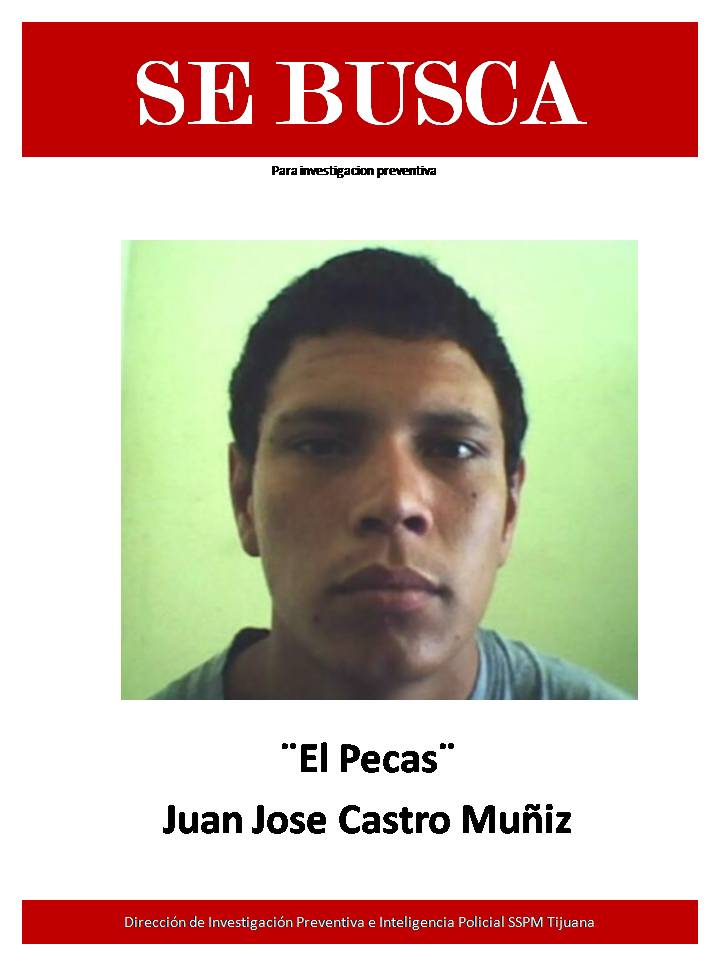 SE BUSCA
Para investigacion preventiva
¨El Pecas¨
Juan Jose Castro Muñiz
Dirección de Investigación Preventiva e Inteligencia Policial SSPM Tijuana